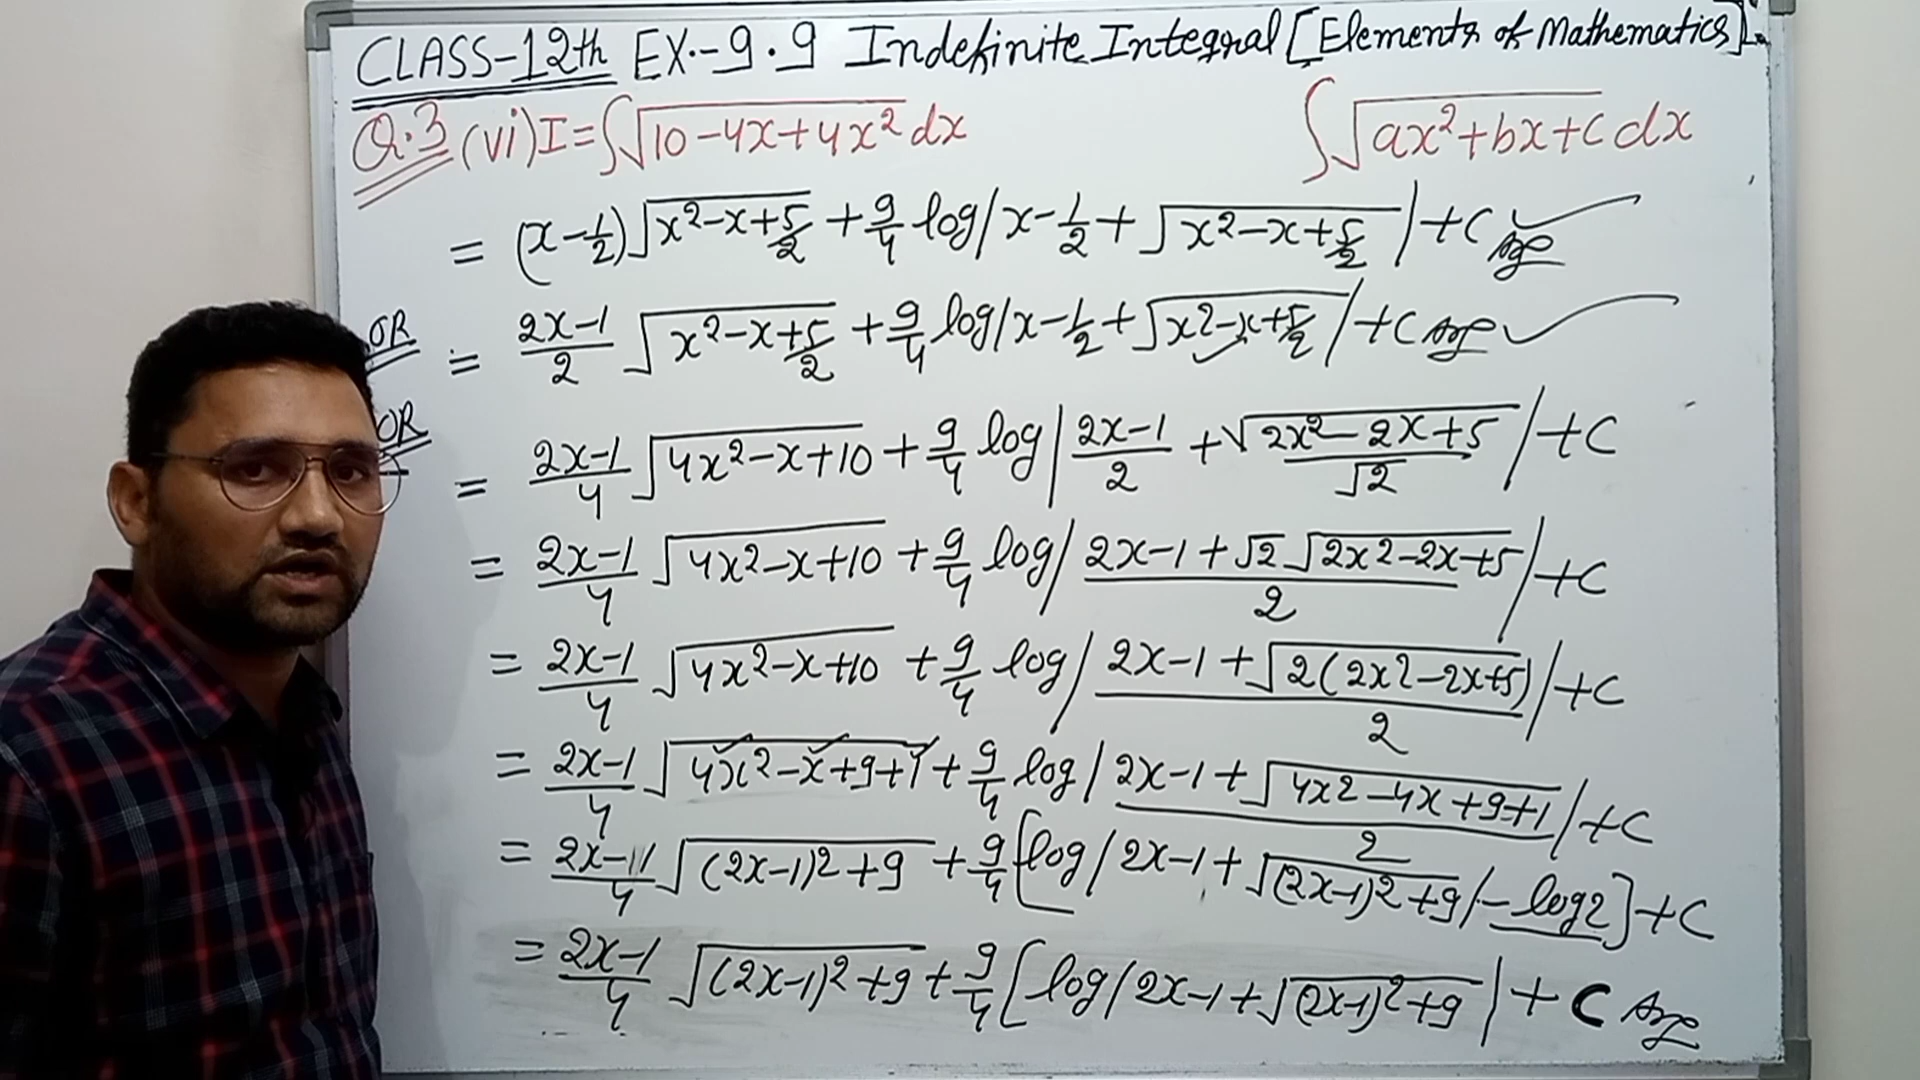 CLASS-12th EX.-9.9 Indefinite Integral [Elements of Mathematics]
Q.3 (vi) I=∫√(10-4x+4x²) dx ∫√(ax²+bx+c) dx
= (x-1/2)√(x²-x+5/2) + 9/4 log|x-1/2+√(x²-x+5/2)|+C Ans
OR = (2x-1)/2 √(x²-x+5/2) + 9/4 log|x-1/2+√(x²-x+5/2)|+C Ans
OR = (2x-1)/4 √(4x²-x+10) + 9/4 log|(2x-1)/2 + √(2x²-2x+5)/√2|+C
= (2x-1)/4 √(4x²-x+10) + 9/4 log|(2x-1+√2 √(2x²-2x+5))/2|+C
= (2x-1)/4 √(4x²-x+10) + 9/4 log|(2x-1+√(2(2x²-2x+5)))/2|+C
= (2x-1)/4 √(4x²-x+9+1) + 9/4 log|(2x-1+√(4x²-4x+9+1))/2|+C
= (2x-1)/4 √((2x-1)²+9) + 9/4 [log|2x-1+√((2x-1)²+9)|-log2]+C
= (2x-1)/4 √((2x-1)²+9) + 9/4 [log|2x-1+√((2x-1)²+9)|+C Ans